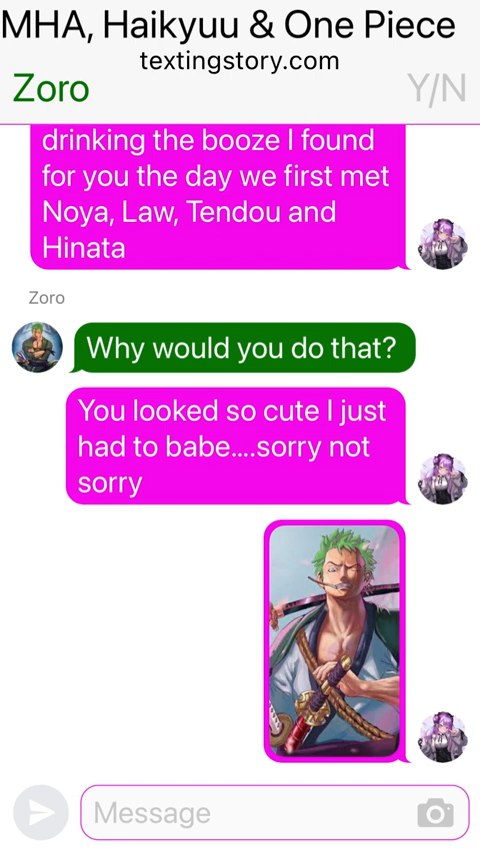 MHA, Haikyuu & One Piece
textingstory.com
Zoro
Y/N
drinking the booze I found
for you the day we first met
Noya, Law, Tendou and
Hinata
Zoro
Why would you do that?
You looked so cute I just
had to babe....sorry not
sorry
Message